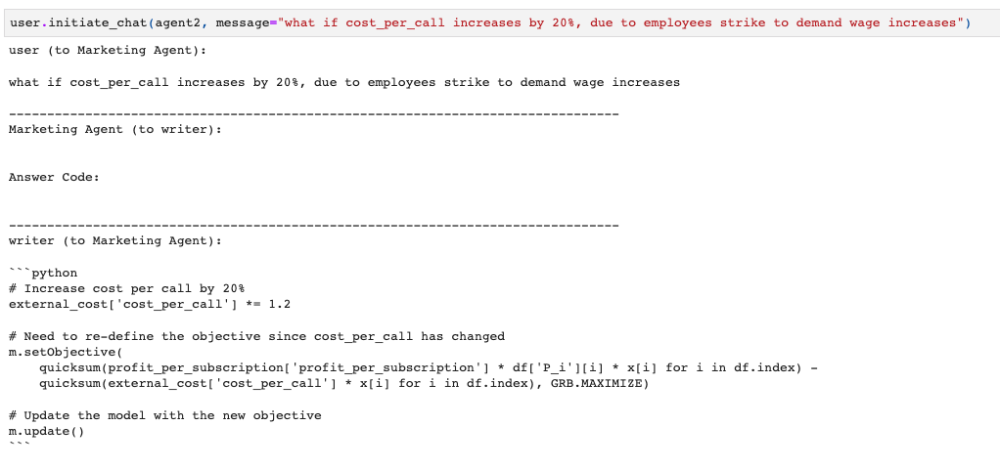 user.initiate_chat(agent2, message="what if cost_per_call increases by 20%, due to employees strike to demand wage increases")
user (to Marketing Agent):
what if cost_per_call increases by 20%, due to employees strike to demand wage increases
--------------------------------------------------------------------------------
Marketing Agent (to writer):
Answer Code:
--------------------------------------------------------------------------------
writer (to Marketing Agent):
```python
# Increase cost per call by 20%
external_cost['cost_per_call'] *= 1.2
# Need to re-define the objective since cost_per_call has changed
m.setObjective(
    quicksum(profit_per_subscription['profit_per_subscription'] * df['P_i'][i] * x[i] for i in df.index) -
    quicksum(external_cost['cost_per_call'] * x[i] for i in df.index), GRB.MAXIMIZE)
# Update the model with the new objective
m.update()
```